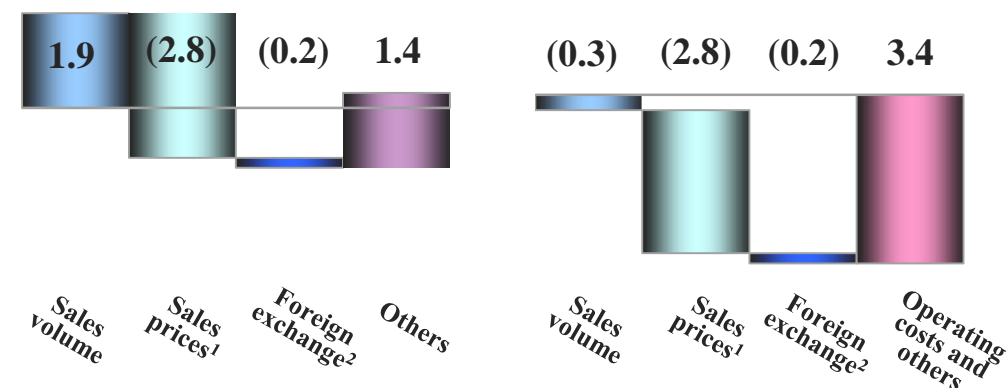 1.9 (2.8) (0.2) 1.4
Sales
volume
Sales
prices¹
Foreign
exchange²
Others
(0.3) (2.8) (0.2) 3.4
Sales
volume
Sales
prices¹
Foreign
exchange²
Operating
costs and
others